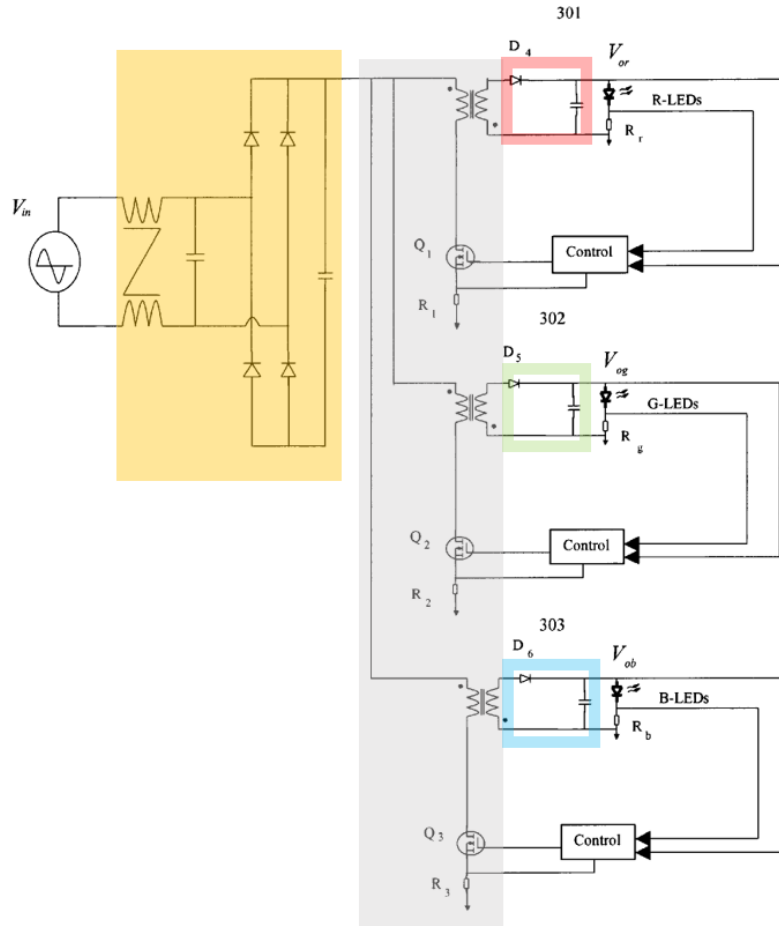 301
D4
Vor
R-LEDs
Rr
Vin
Q1
Control
R1
302
D5
Vog
G-LEDs
Rg
Q2
Control
R2
303
D6
Vob
B-LEDs
Rb
Q3
Control
R3